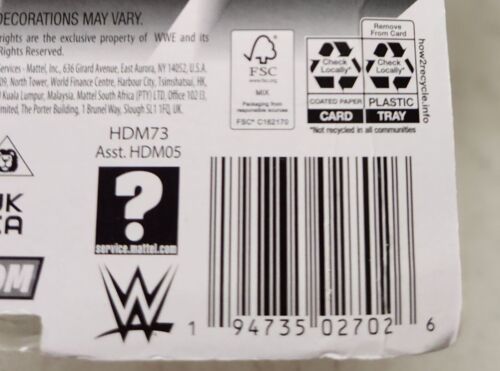 DECORATIONS MAY VARY.
rights are the exclusive property of WWE and its
Rights Reserved.
Services - Mattel, Inc., 636 Girard Avenue, East Aurora, NY 14052, U.S.A.
09, North Tower, World Finance Centre, Harbour City, Tsimshatsui, HK,
Kuala Lumpur, Malaysia. Mattel South Africa (PTY) LTD. Office 102 I3,
Limited, The Porter Building, 1 Brunel Way, Slough SL1 1FQ, UK.
FSC
www.fsc.org
MIX
Packaging from
responsible sources
FSC® C162170
Remove
From Card
Check
Locally*
Check
Locally*
COATED PAPER
PLASTIC
CARD
TRAY
*Not recycled in all communities
how2recycle.info
HDM73
Asst. HDM05
?
service.mattel.com
UK
CA
OM
W
1 94735 02702 6